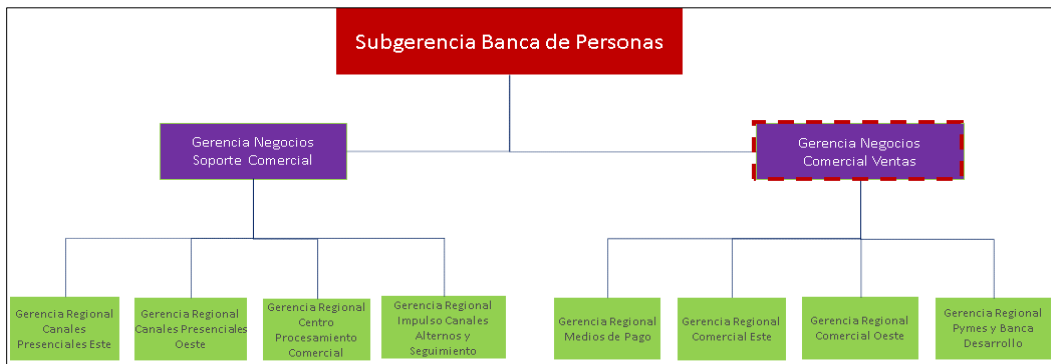 Subgerencia Banca de Personas
Gerencia Negocios
Soporte Comercial
Gerencia Negocios
Comercial Ventas
Gerencia Regional
Canales
Presenciales Este
Gerencia Regional
Canales Presenciales
Oeste
Gerencia Regional
Centro
Procesamiento
Comercial
Gerencia Regional
Impulso Canales
Alternos y
Seguimiento
Gerencia Regional
Medios de Pago
Gerencia Regional
Comercial Este
Gerencia Regional
Comercial Oeste
Gerencia Regional
Pymes y Banca
Desarrollo